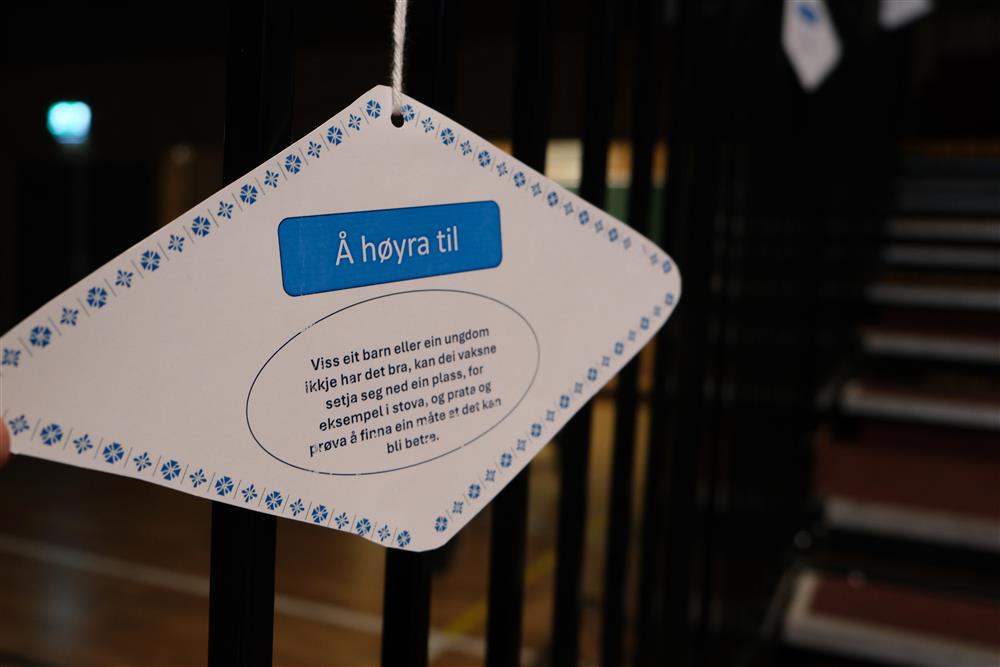 Å høyra til
Viss eit barn eller ein ungdom
ikkje har det bra, kan dei vaksne
setja seg ned ein plass, for
eksempel i stova, og prata og
prøva å finna ein måte at det kan
bli betre.